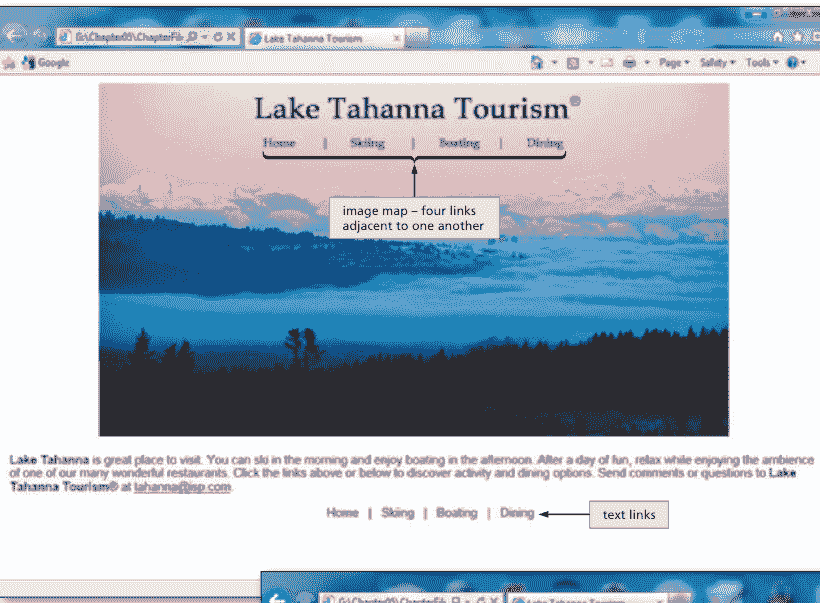 G:\Chapter05\ChapterFil
Lake Tahanna Tourism
Google
Page
Safety
Tools
Lake Tahanna Tourism®
Home | Skiing | Boating | Dining
image map – four links
adjacent to one another
Lake Tahanna is great place to visit. You can ski in the morning and enjoy boating in the afternoon. After a day of fun, relax while enjoying the ambience
of one of our many wonderful restaurants. Click the links above or below to discover activity and dining options. Send comments or questions to Lake
Tahanna Tourism® at tahanna@isp.com.
Home | Skiing | Boating | Dining
text links
Lake Tahanna Tourism